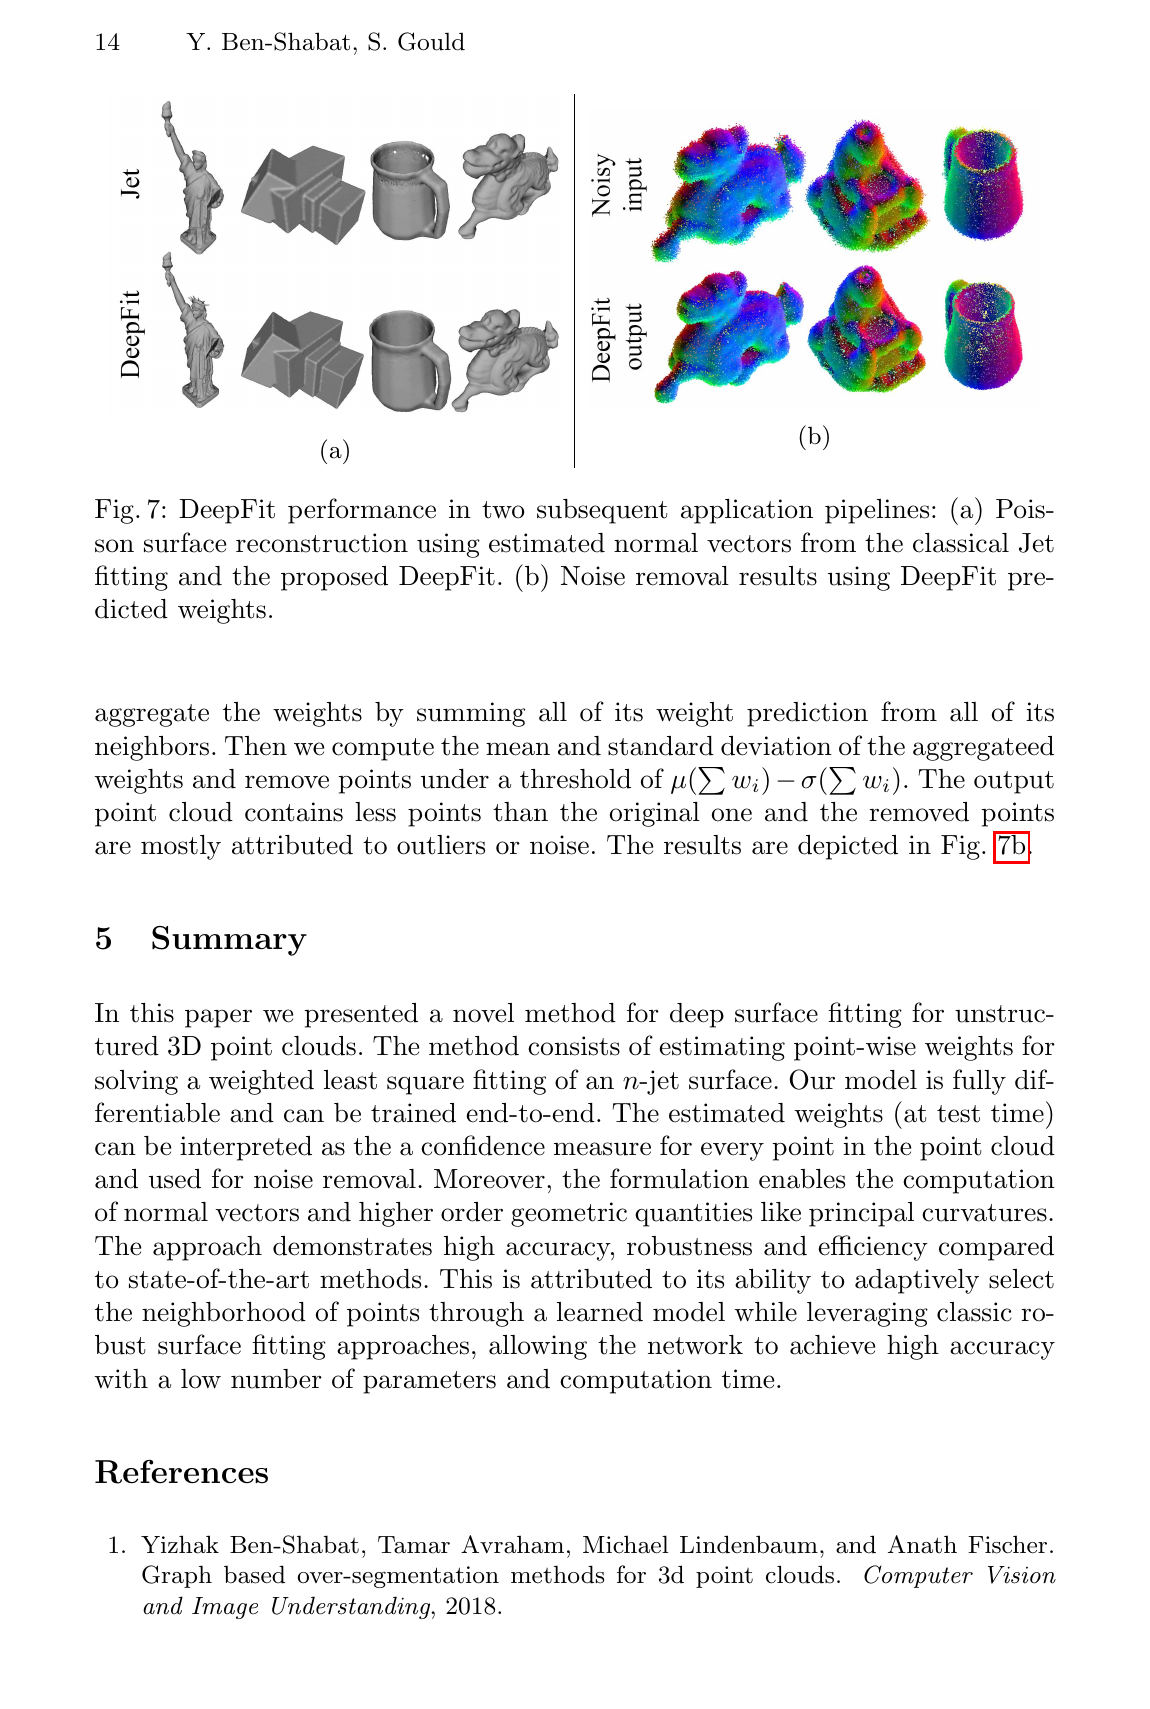 14 Y. Ben-Shabat, S. Gould
Jet
DeepFit
(a)
Noisy
input
DeepFit
output
(b)
Fig. 7: DeepFit performance in two subsequent application pipelines: (a) Pois-
son surface reconstruction using estimated normal vectors from the classical Jet
fitting and the proposed DeepFit. (b) Noise removal results using DeepFit pre-
dicted weights.
aggregate the weights by summing all of its weight prediction from all of its
neighbors. Then we compute the mean and standard deviation of the aggregateed
weights and remove points under a threshold of μ(∑ wᵢ) − σ(∑ wᵢ). The output
point cloud contains less points than the original one and the removed points
are mostly attributed to outliers or noise. The results are depicted in Fig. 7b.
5 Summary
In this paper we presented a novel method for deep surface fitting for unstruc-
tured 3D point clouds. The method consists of estimating point-wise weights for
solving a weighted least square fitting of an n-jet surface. Our model is fully dif-
ferentiable and can be trained end-to-end. The estimated weights (at test time)
can be interpreted as the a confidence measure for every point in the point cloud
and used for noise removal. Moreover, the formulation enables the computation
of normal vectors and higher order geometric quantities like principal curvatures.
The approach demonstrates high accuracy, robustness and efficiency compared
to state-of-the-art methods. This is attributed to its ability to adaptively select
the neighborhood of points through a learned model while leveraging classic ro-
bust surface fitting approaches, allowing the network to achieve high accuracy
with a low number of parameters and computation time.
References
1. Yizhak Ben-Shabat, Tamar Avraham, Michael Lindenbaum, and Anath Fischer.
Graph based over-segmentation methods for 3d point clouds. Computer Vision
and Image Understanding, 2018.